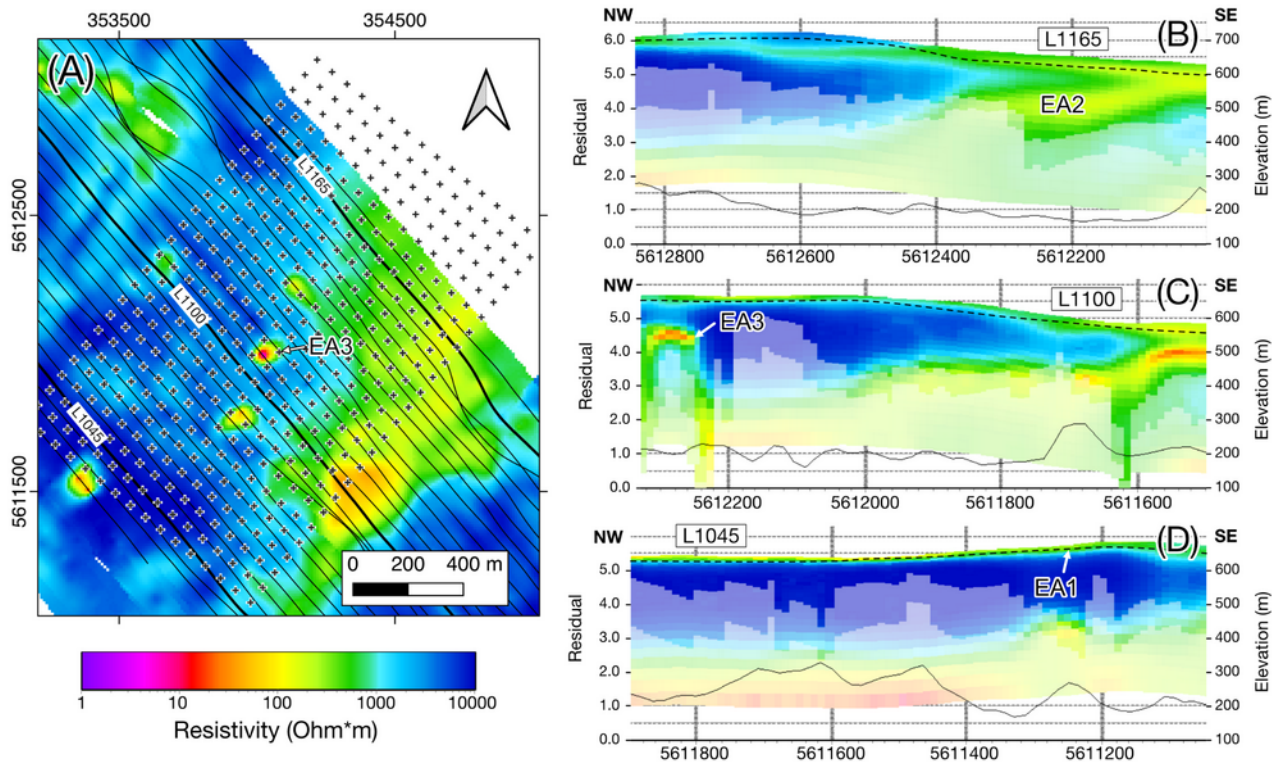 353500 354500
(A)
L1165
5612500
L1100
EA3
L1045
5611500
0 200 400 m
1 10 100 1000 10000
Resistivity (Ohm*m)
NW SE
L1165 (B)
6.0 700
5.0 600
EA2
4.0 500
3.0 400
2.0 300
1.0 200
0.0 100
Residual
Elevation (m)
5612800 5612600 5612400 5612200
NW SE
L1100 (C)
EA3
5.0 600
4.0 500
3.0 400
2.0 300
1.0 200
0.0 100
Residual
Elevation (m)
5612200 5612000 5611800 5611600
NW L1045 SE
(D)
EA1
5.0 600
4.0 500
3.0 400
2.0 300
1.0 200
0.0 100
Residual
Elevation (m)
5611800 5611600 5611400 5611200